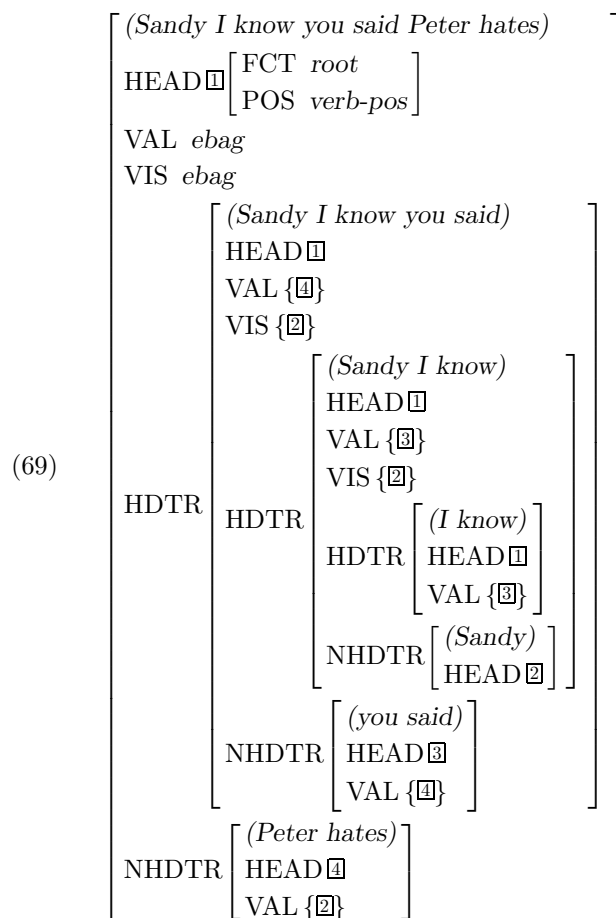 (Sandy I know you said Peter hates)
HEAD 1 FCT root
POS verb-pos
VAL ebag
VIS ebag
(Sandy I know you said)
HEAD 1
VAL {4}
VIS {2}
(Sandy I know)
HEAD 1
VAL {3}
(69)
VIS {2}
HDTR
HDTR
(I know)
HDTR HEAD 1
VAL {3}
NHDTR (Sandy)
HEAD 2
(you said)
NHDTR HEAD 3
VAL {4}
(Peter hates)
NHDTR HEAD 4
VAL {2}